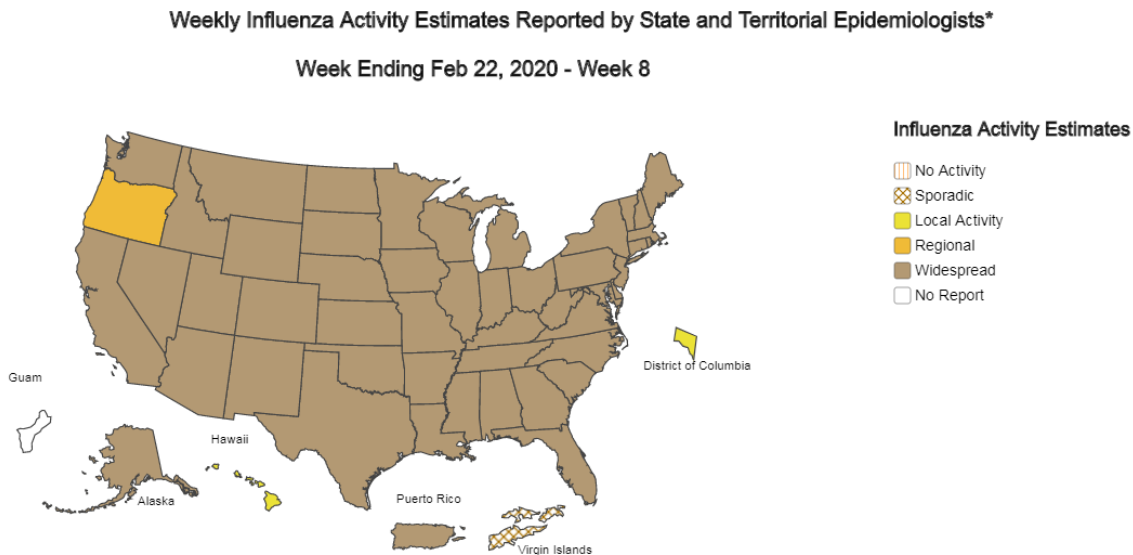 Weekly Influenza Activity Estimates Reported by State and Territorial Epidemiologists*
Week Ending Feb 22, 2020 - Week 8
Influenza Activity Estimates
No Activity
Sporadic
Local Activity
Regional
Widespread
No Report
District of Columbia
Guam
Hawaii
Alaska
Puerto Rico
Virgin Islands